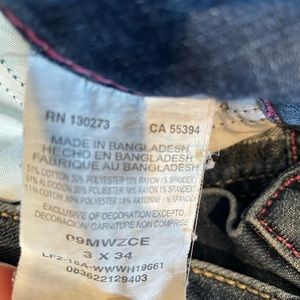 RN 130273 CA 55394
MADE IN BANGLADESH
HECHO EN BANGLADESH
FABRIQUE AU BANGLADESH
51% COTTON 30% POLYESTER 18% RAYON 1% SPANDEX
51% ALGODON 30% POLIESTER 18% RAYON 1% SPANDEX
51% COTON 30% POLYESTER 18% RAYONNE 1% SPANDEX
EXCLUSIVE OF DECORATION EXCEPTO
DECORACION GARNITURE NON COMPRISE
09MWZCE
3 X 34
LF2-16A-WWWH19661
083622129403